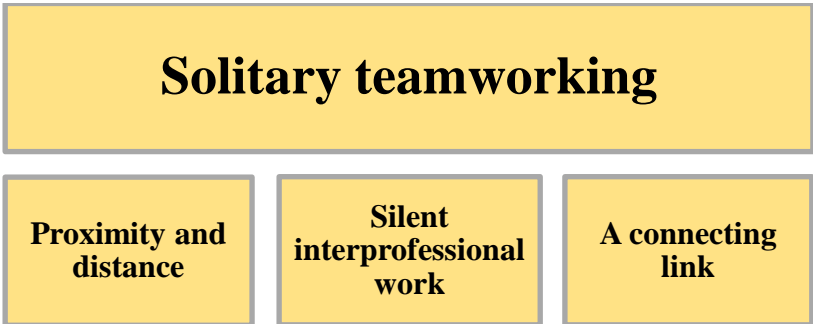 Solitary teamworking
Proximity and
distance
Silent
interprofessional
work
A connecting
link